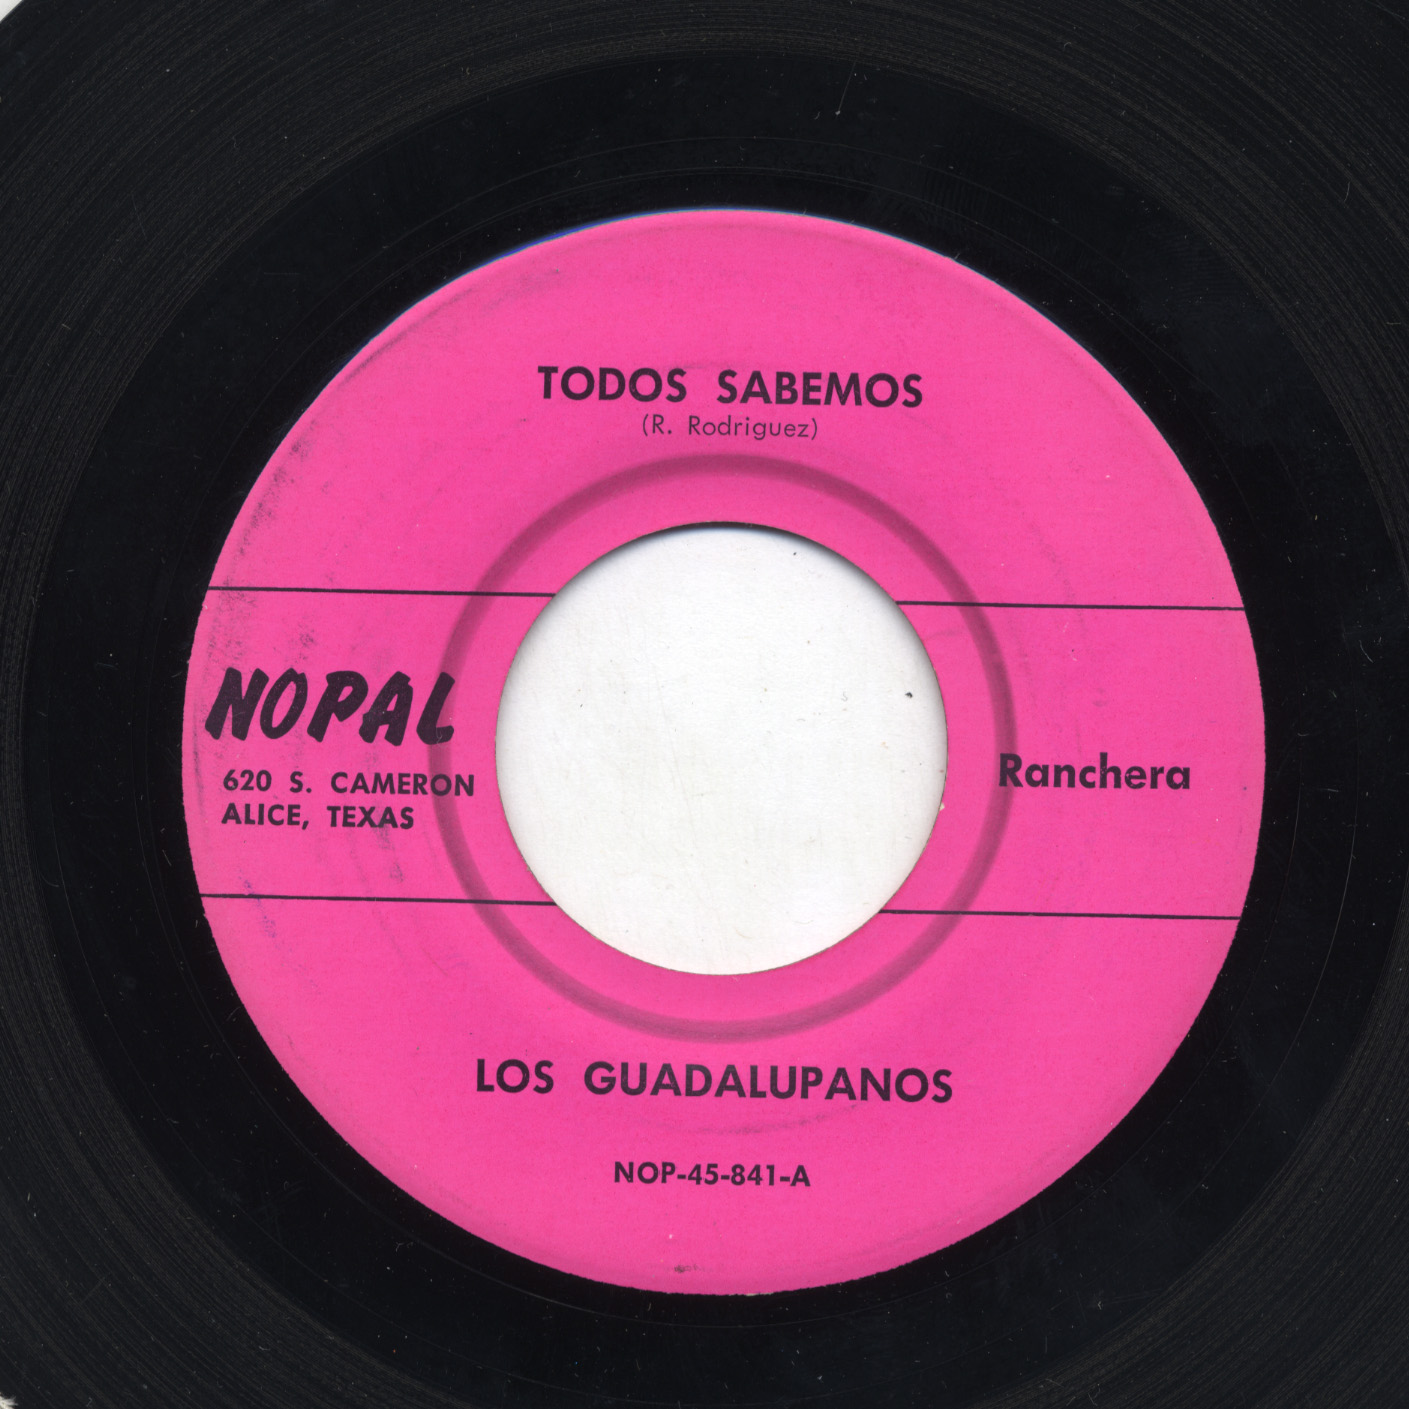 TODOS SABEMOS
(R. Rodriguez)
NOPAL
620 S. CAMERON
ALICE, TEXAS
Ranchera
LOS GUADALUPANOS
NOP-45-841-A